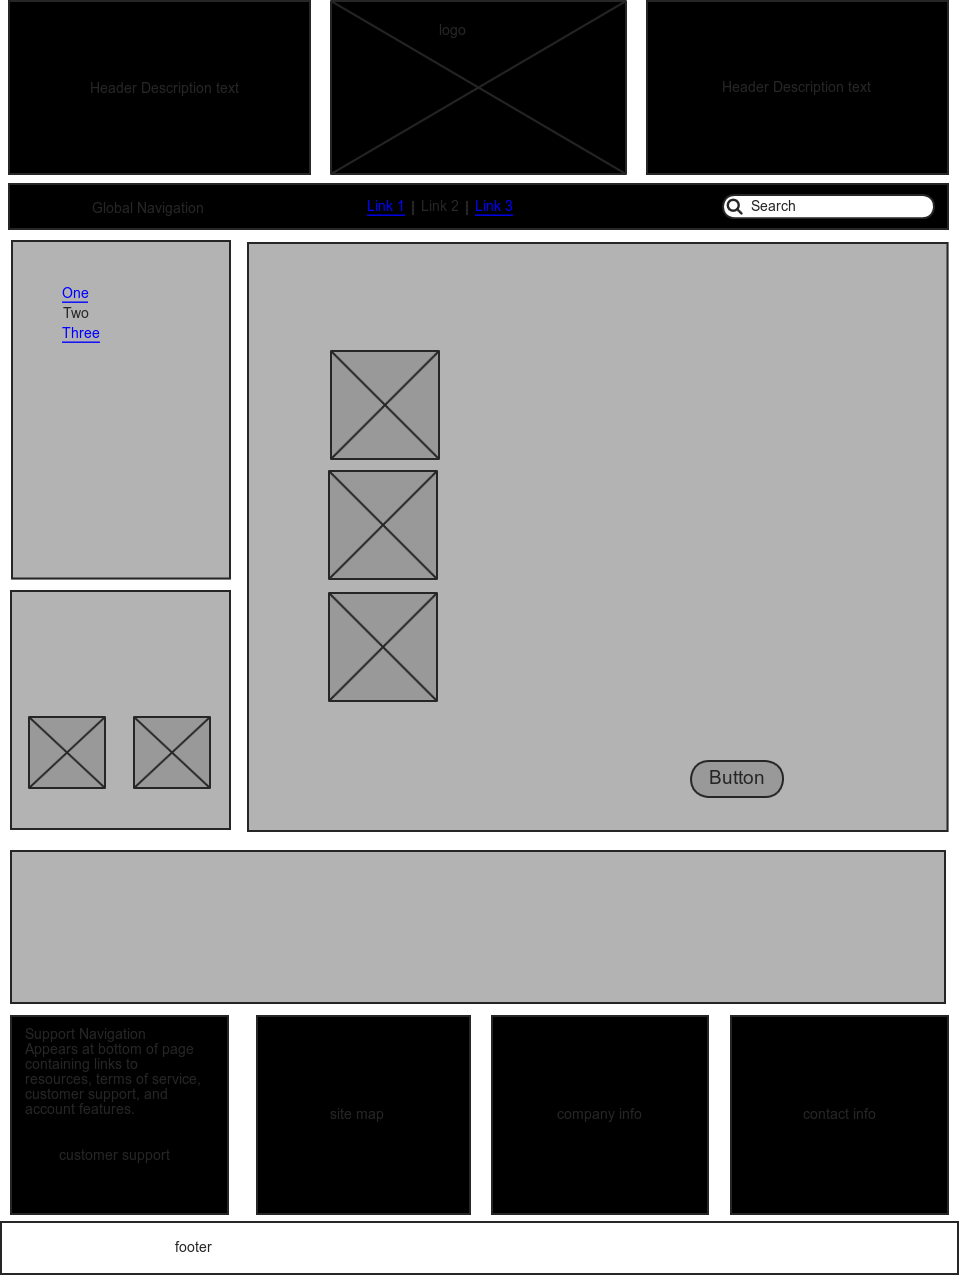 logo
Header Description text
Header Description text
Global Navigation
Link 1 | Link 2 | Link 3
Search
One
Two
Three
Button
Support Navigation
Appears at bottom of page
containing links to
resources, terms of service,
customer support, and
account features.
customer support
site map
company info
contact info
footer